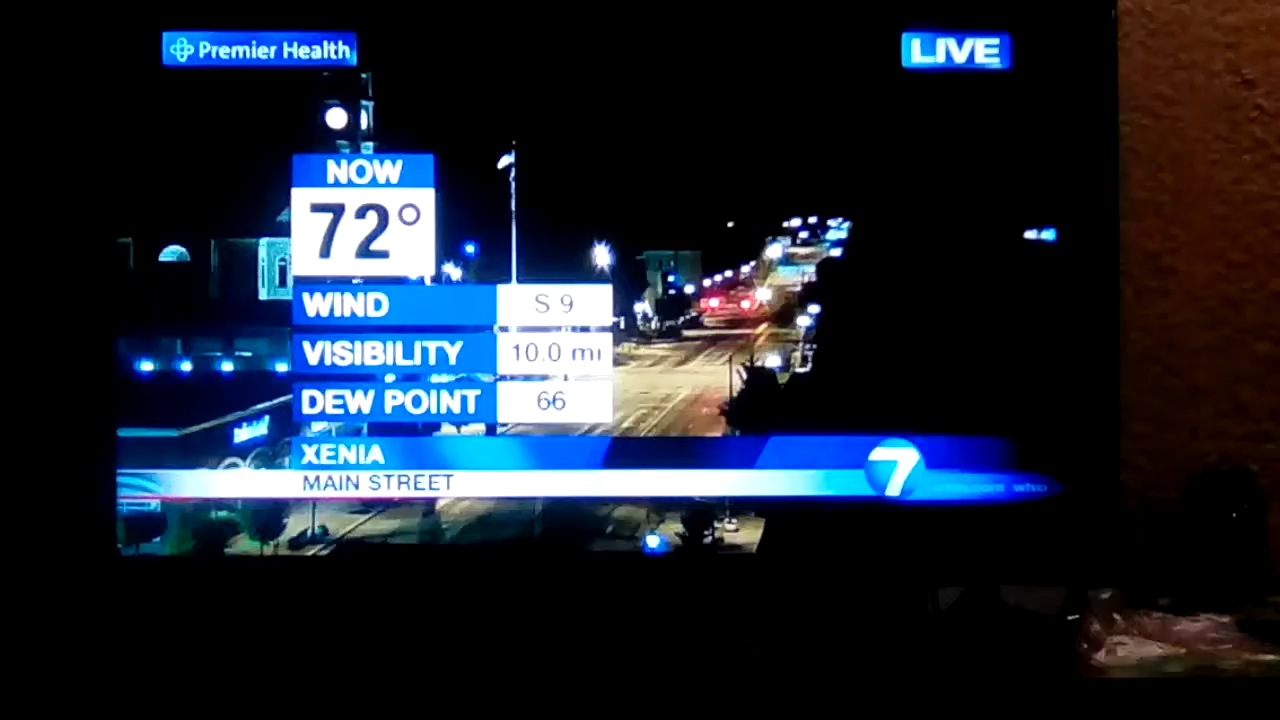 Premier Health
LIVE
NOW
72°
WIND S 9
VISIBILITY 10.0 mi
DEW POINT 66
XENIA
MAIN STREET
7